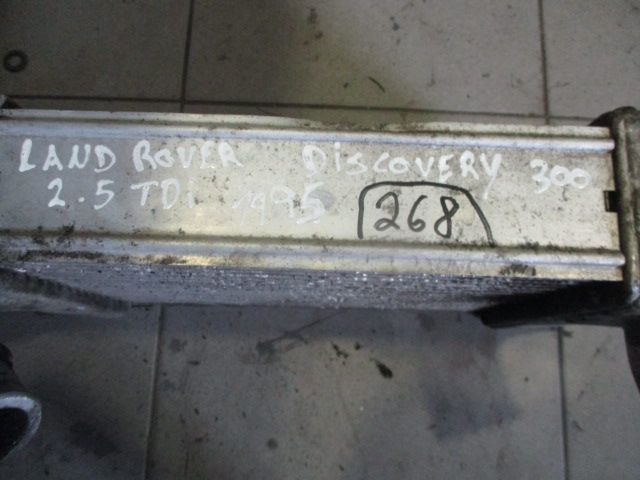 LAND ROVER DiSCOVERY 300
2.5 TDi 1995 268